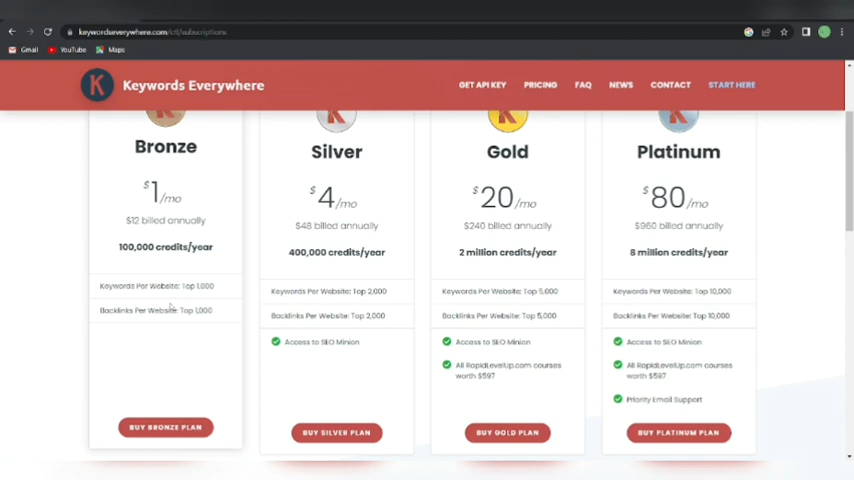 keywordseverywhere.com/ctl/subscriptions
Gmail
YouTube
Maps
K
Keywords Everywhere
GET API KEY
PRICING
FAQ
NEWS
CONTACT
START HERE
Bronze
$1/mo
$12 billed annually
100,000 credits/year
Keywords Per Website: Top 1,000
Backlinks Per Website: Top 1,000
BUY BRONZE PLAN
Silver
$4/mo
$48 billed annually
400,000 credits/year
Keywords Per Website: Top 2,000
Backlinks Per Website: Top 2,000
Access to SEO Minion
BUY SILVER PLAN
Gold
$20/mo
$240 billed annually
2 million credits/year
Keywords Per Website: Top 5,000
Backlinks Per Website: Top 5,000
Access to SEO Minion
All RapidLevelUp.com courses
worth $597
BUY GOLD PLAN
Platinum
$80/mo
$960 billed annually
8 million credits/year
Keywords Per Website: Top 10,000
Backlinks Per Website: Top 10,000
Access to SEO Minion
All RapidLevelUp.com courses
worth $597
Priority Email Support
BUY PLATINUM PLAN